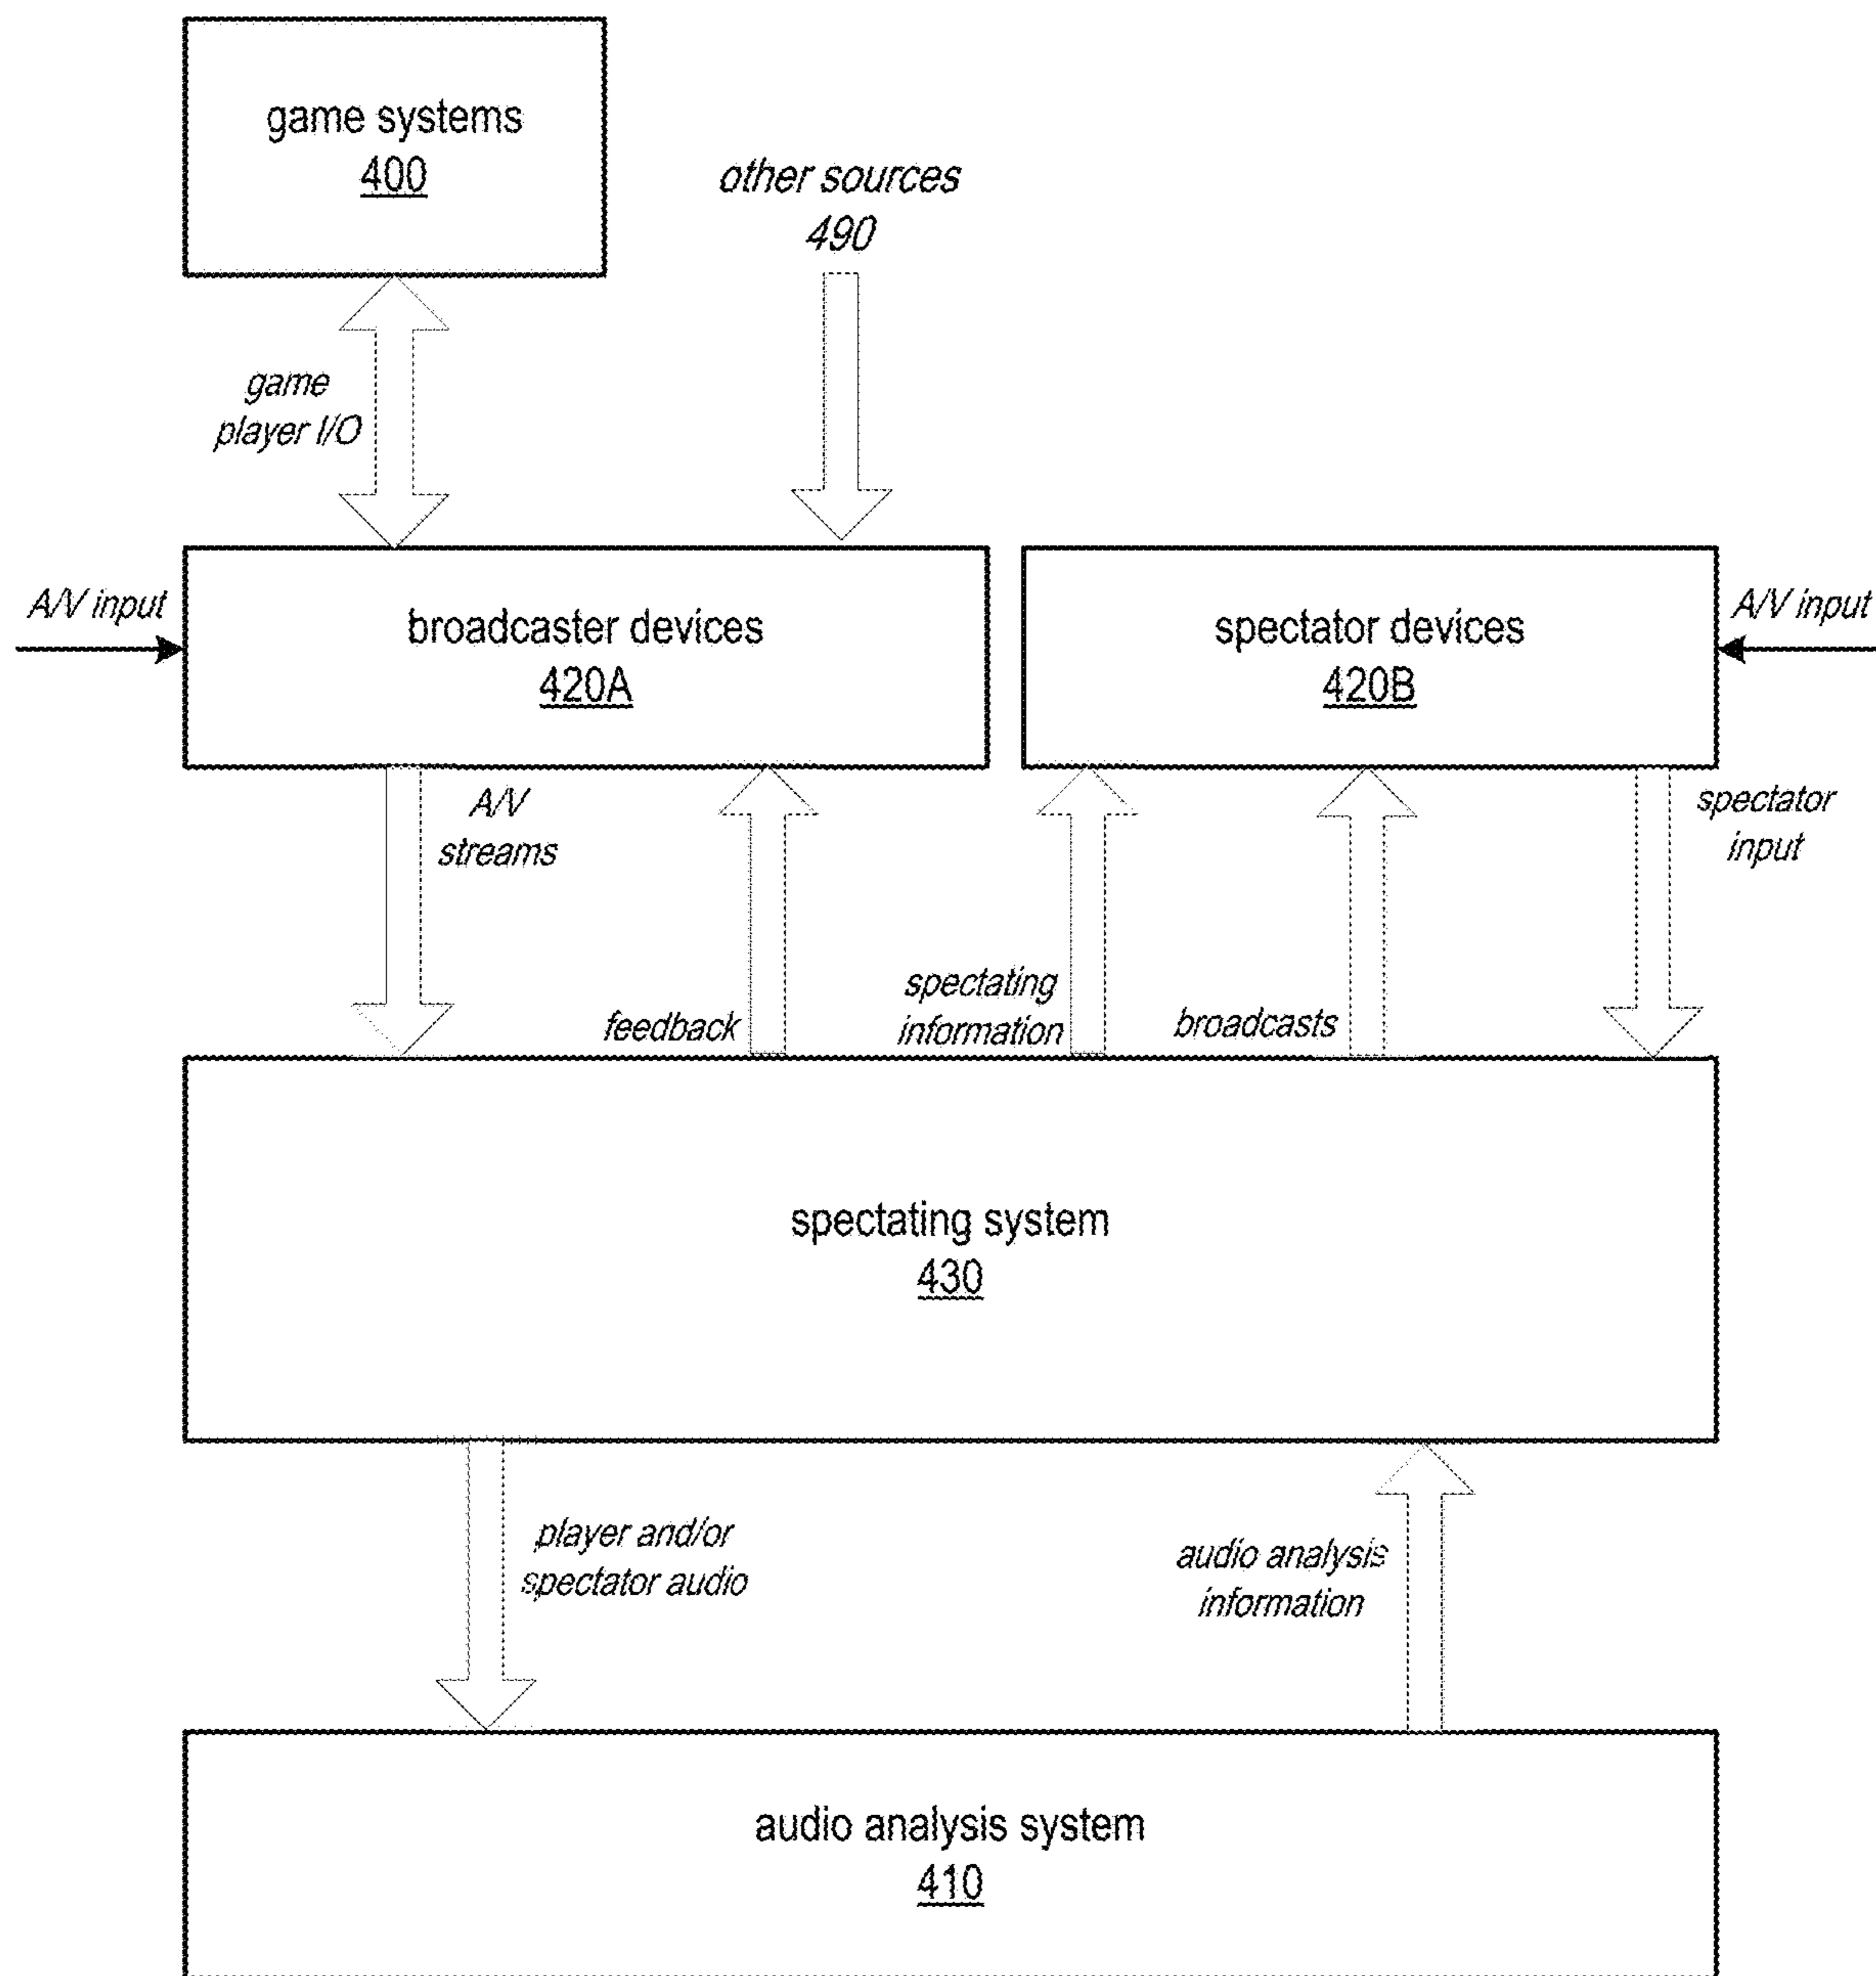 game systems
400
other sources
490
game
player I/O
A/V input
broadcaster devices
420A
spectator devices
420B
A/V input
A/V
streams
spectator
input
feedback
spectating
information
broadcasts
spectating system
430
player and/or
spectator audio
audio analysis
information
audio analysis system
410